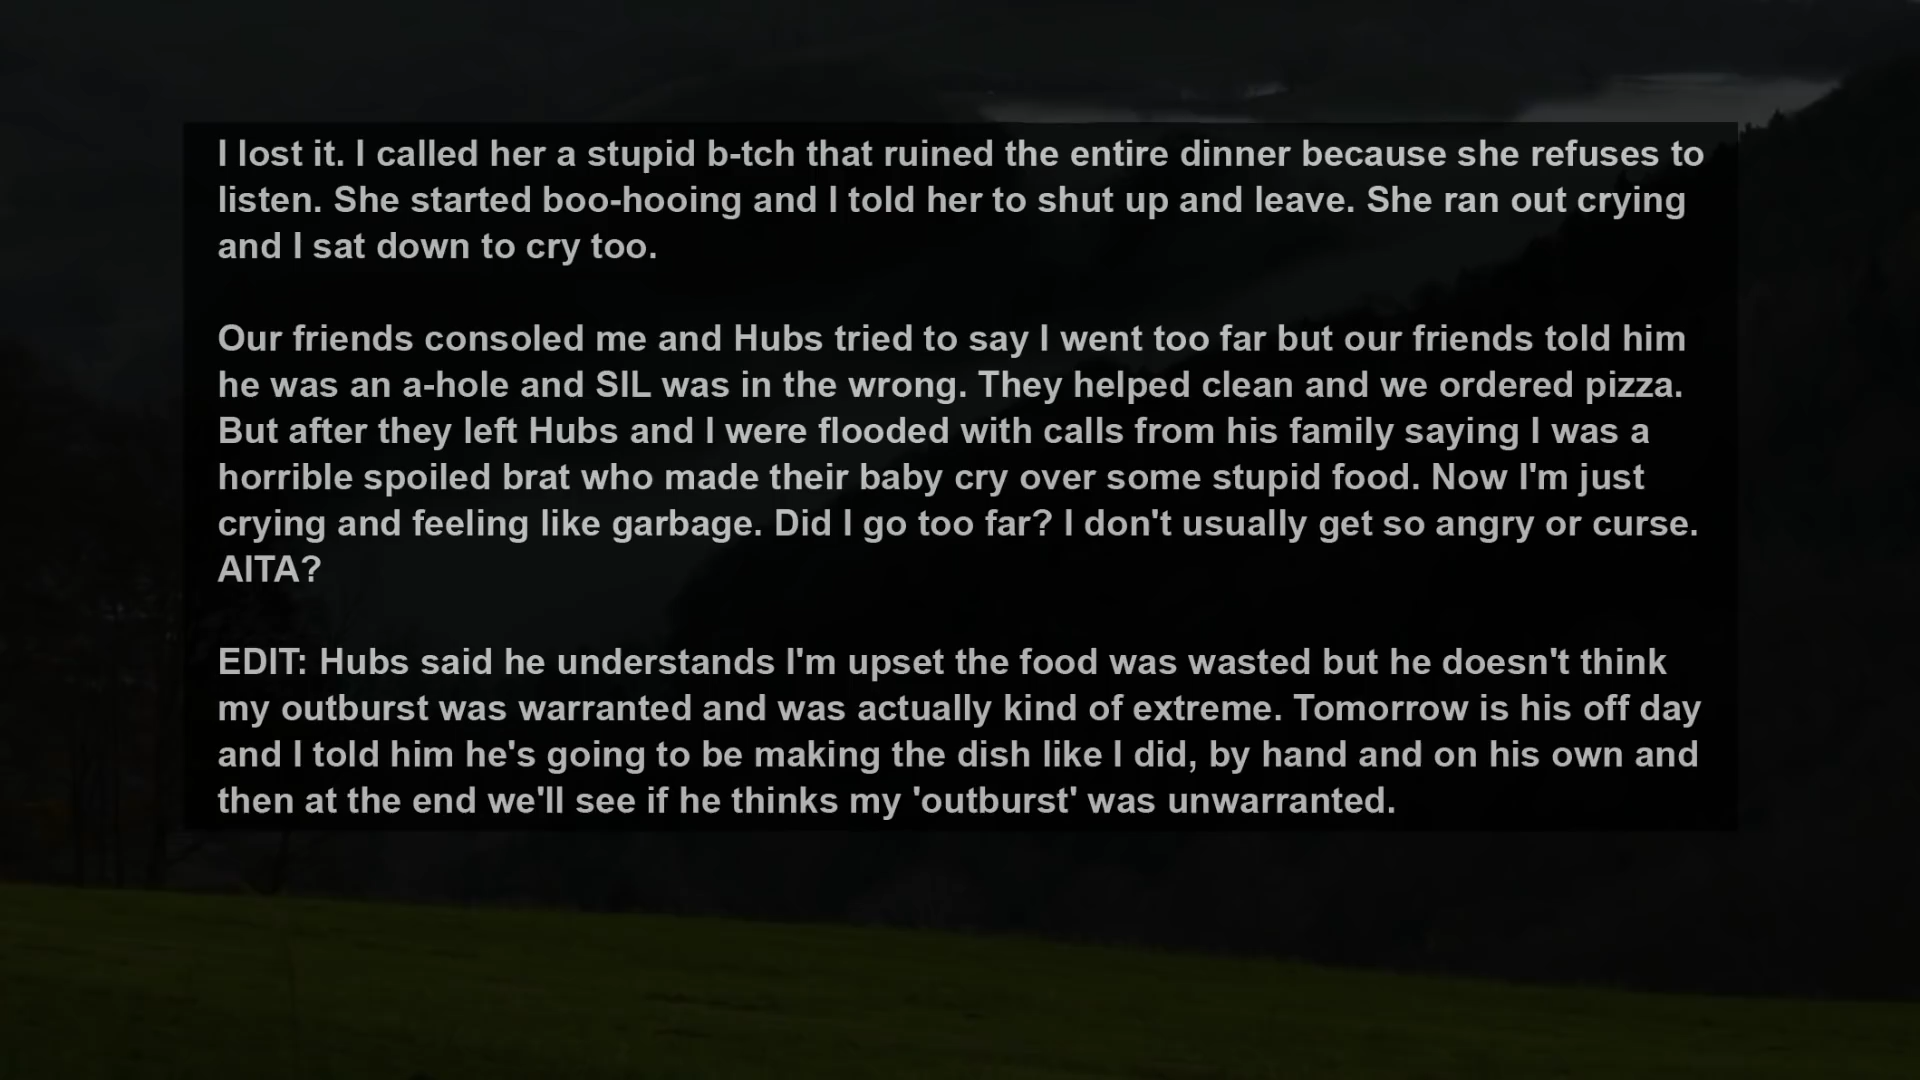 I lost it. I called her a stupid b-tch that ruined the entire dinner because she refuses to
listen. She started boo-hooing and I told her to shut up and leave. She ran out crying
and I sat down to cry too.
Our friends consoled me and Hubs tried to say I went too far but our friends told him
he was an a-hole and SIL was in the wrong. They helped clean and we ordered pizza.
But after they left Hubs and I were flooded with calls from his family saying I was a
horrible spoiled brat who made their baby cry over some stupid food. Now I'm just
crying and feeling like garbage. Did I go too far? I don't usually get so angry or curse.
AITA?
EDIT: Hubs said he understands I'm upset the food was wasted but he doesn't think
my outburst was warranted and was actually kind of extreme. Tomorrow is his off day
and I told him he's going to be making the dish like I did, by hand and on his own and
then at the end we'll see if he thinks my 'outburst' was unwarranted.